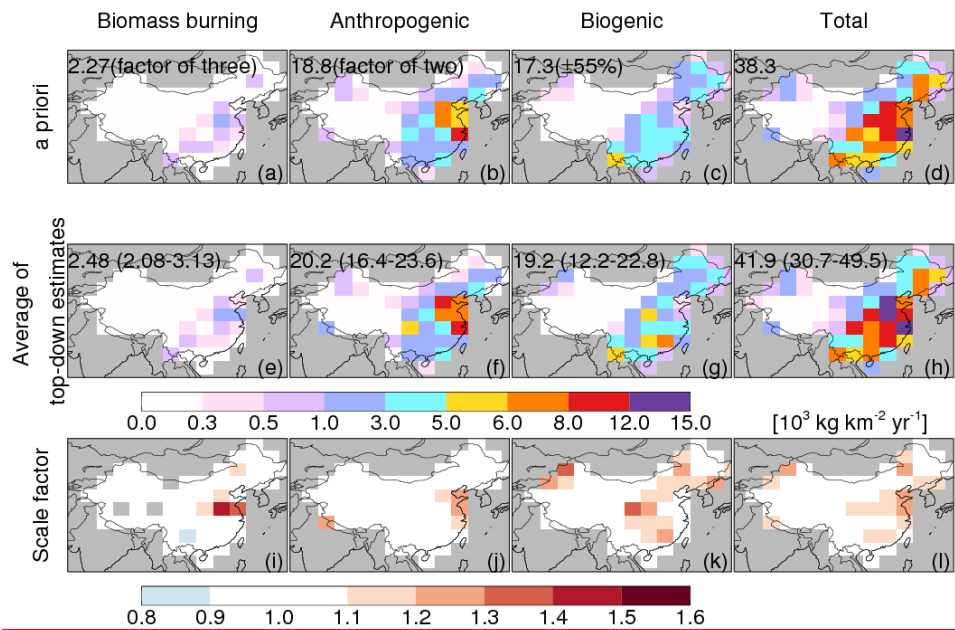 Biomass burning Anthropogenic Biogenic Total
a priori
2.27(factor of three) 18.8(factor of two) 17.3(±55%) 38.3
(a) (b) (c) (d)
Average of
top-down estimates
2.48 (2.08-3.13) 20.2 (16.4-23.6) 19.2 (12.2-22.8) 41.9 (30.7-49.5)
(e) (f) (g) (h)
0.0 0.3 0.5 1.0 3.0 5.0 6.0 8.0 12.0 15.0 [10³ kg km⁻² yr⁻¹]
Scale factor
(i) (j) (k) (l)
0.8 0.9 1.0 1.1 1.2 1.3 1.4 1.5 1.6